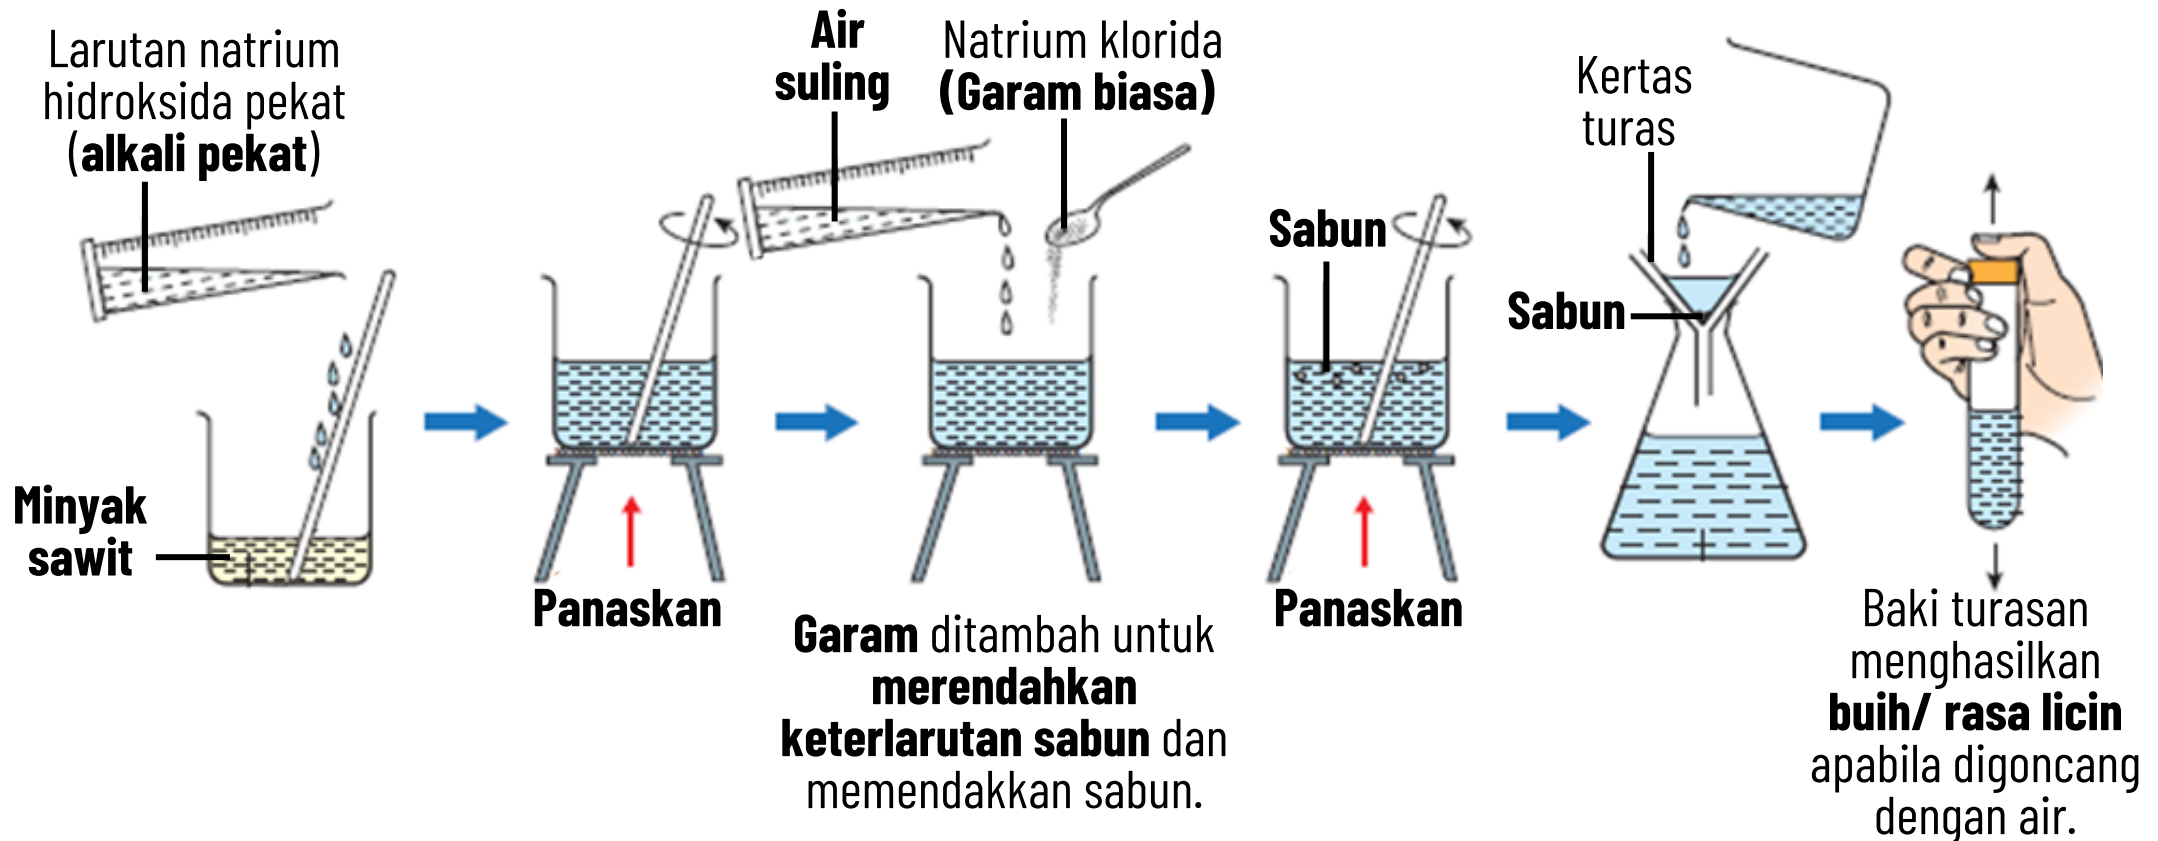 Larutan natrium
hidroksida pekat
(alkali pekat)
Minyak
sawit
Panaskan
Air
suling
Natrium klorida
(Garam biasa)
Garam ditambah untuk
merendahkan
keterlarutan sabun dan
memendakkan sabun.
Sabun
Panaskan
Kertas
turas
Sabun
Baki turasan
menghasilkan
buih/ rasa licin
apabila digoncang
dengan air.